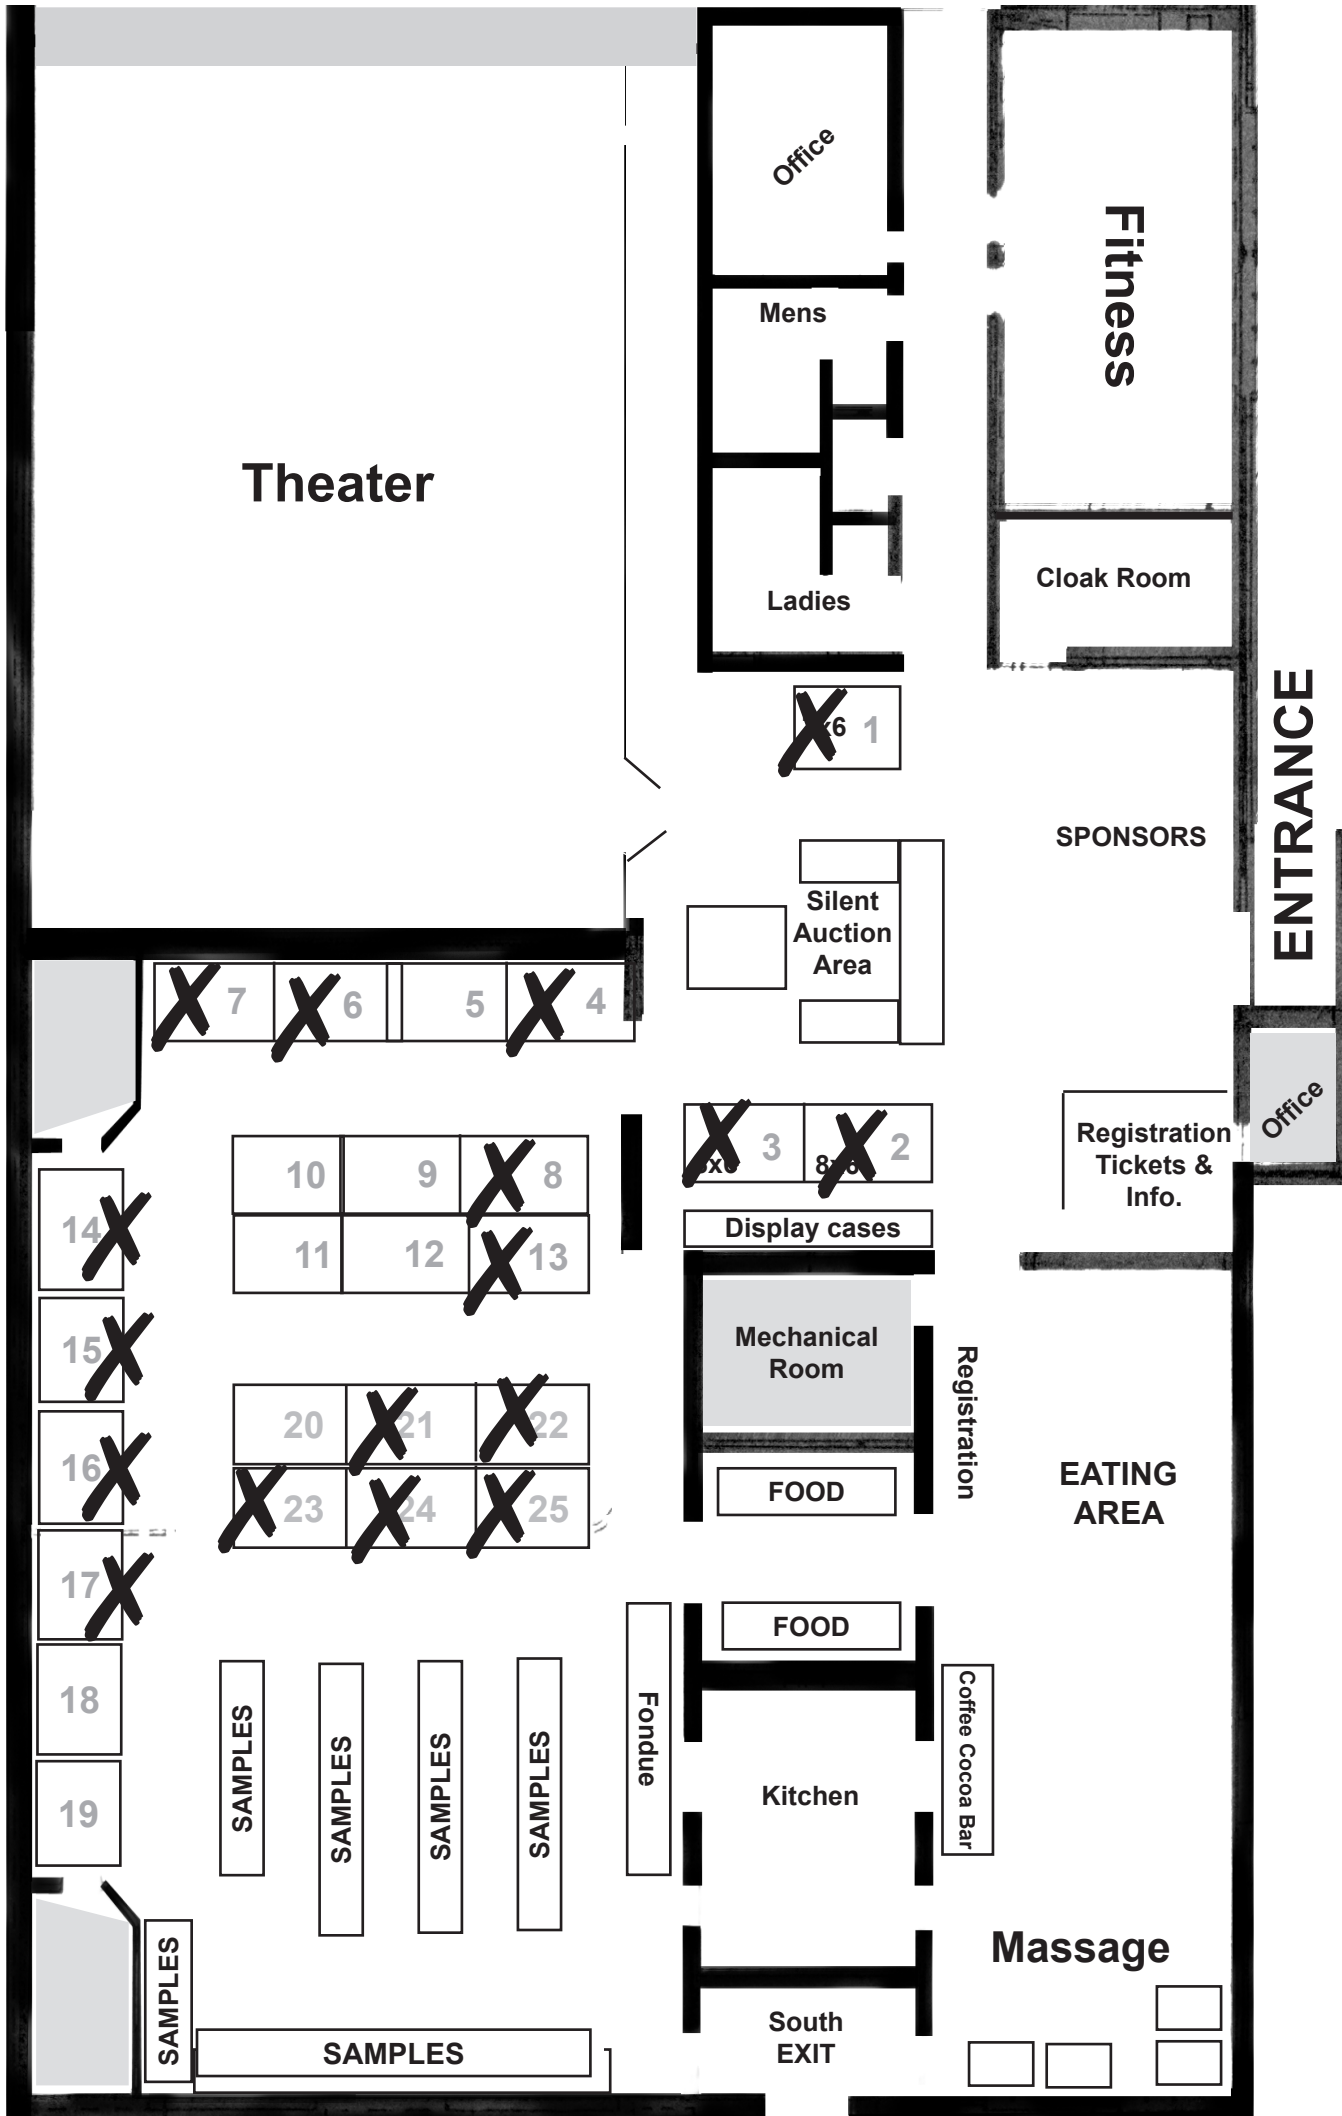 Office
Fitness
Mens
Theater
Cloak Room
Ladies
ENTRANCE
x6 1
SPONSORS
Silent
Auction
Area
7
6
5
4
Office
Registration
Tickets &
Info.
3
2
10
9
8
14
Display cases
11
12
13
15
Mechanical
Room
Registration
20
21
22
16
EATING
AREA
FOOD
23
24
25
17
FOOD
18
Fondue
Coffee Cocoa Bar
SAMPLES
SAMPLES
SAMPLES
SAMPLES
Kitchen
19
Massage
SAMPLES
SAMPLES
South
EXIT